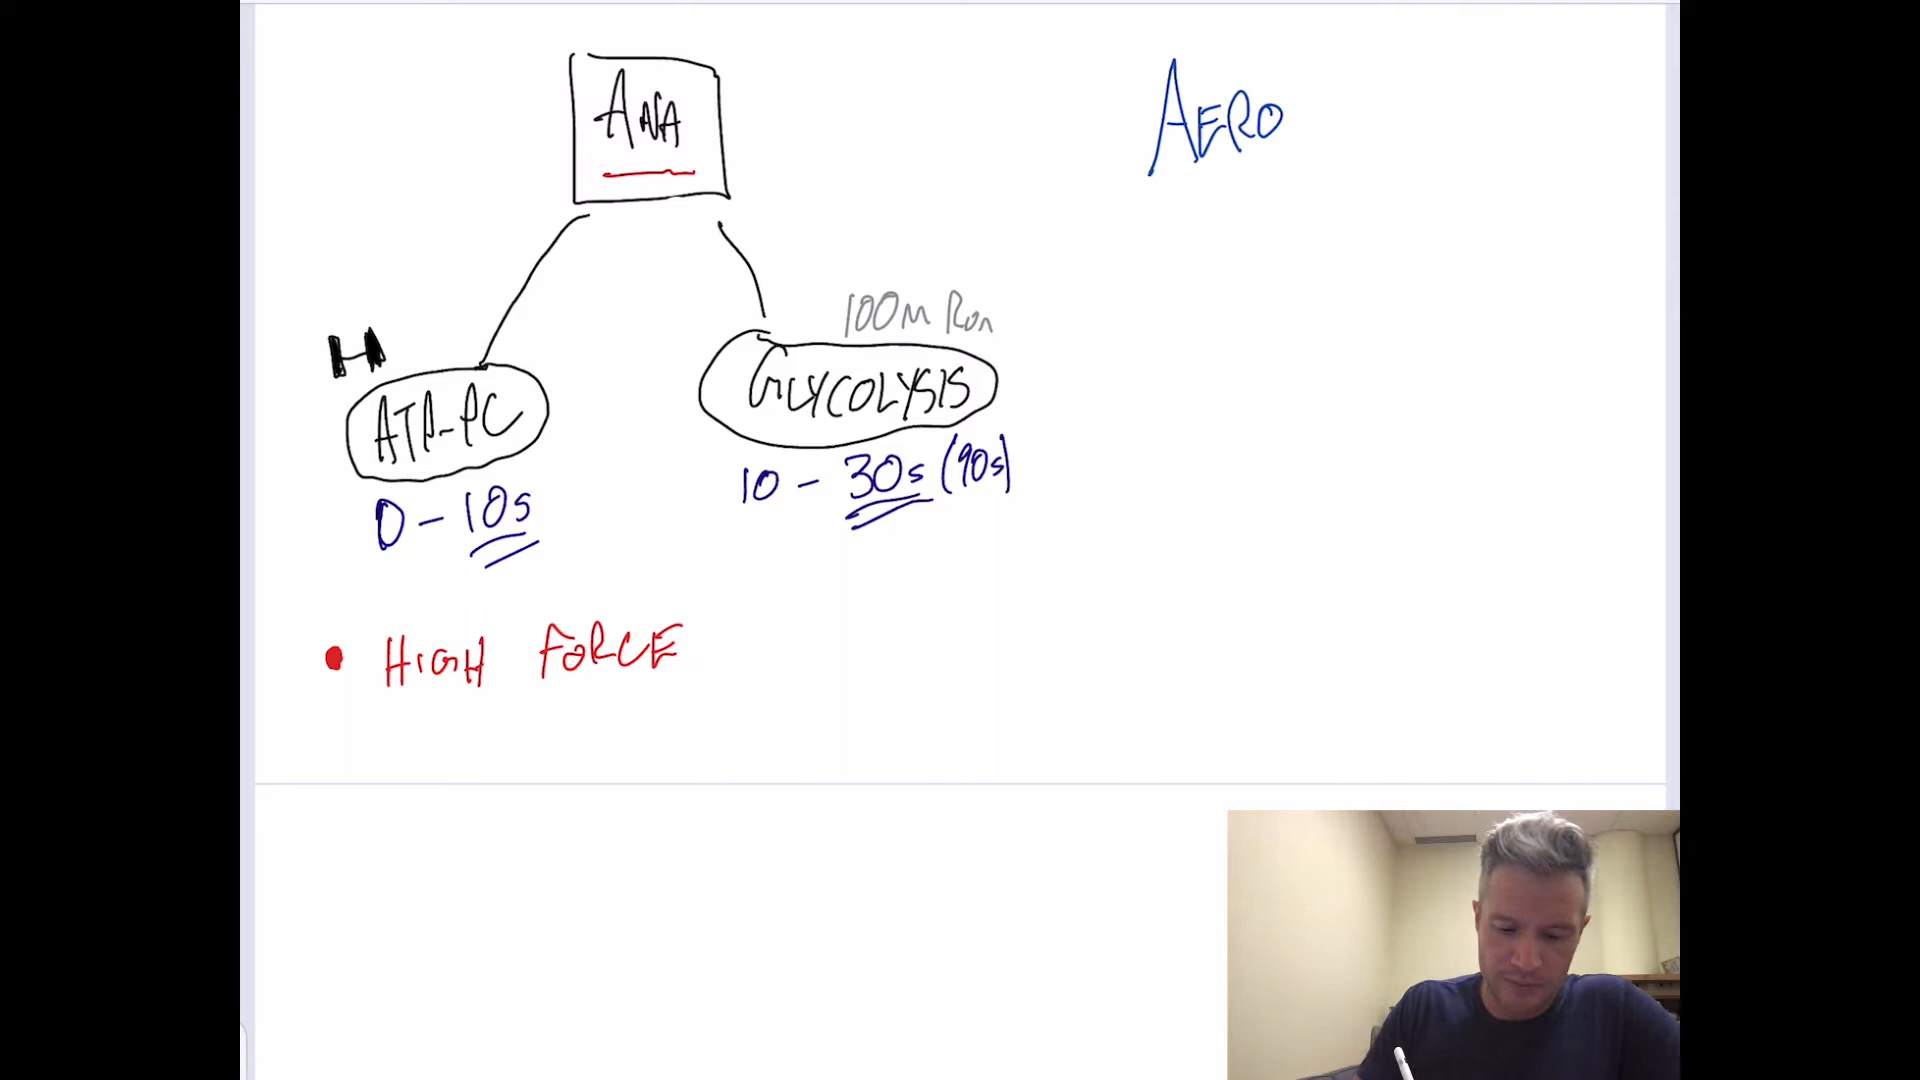 ANA
AERO
100m Run
ATP-PC
GLYCOLYSIS
0 - 10s
10 - 30s (90s)
• HIGH FORCE